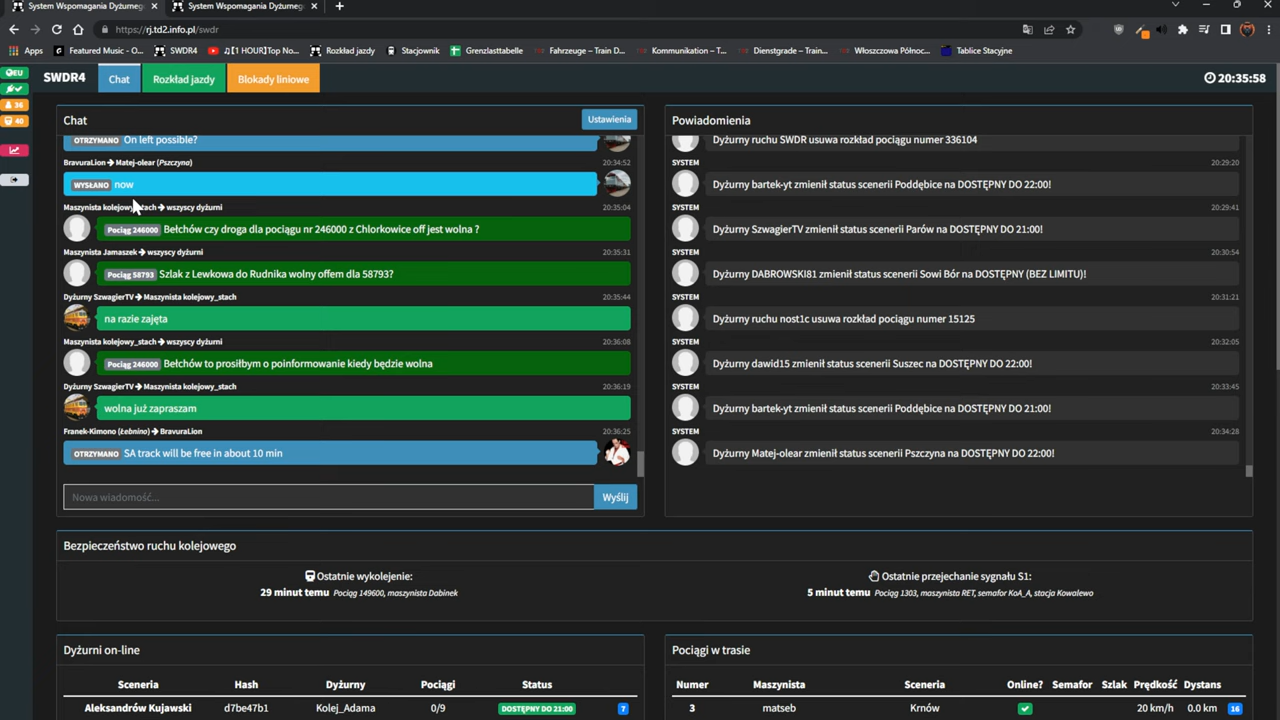 System Wspomagania Dyżurnego
System Wspomagania Dyżurnego
https://rj.td2.info.pl/swdr
Apps
Featured Music - O...
SWDR4
♫【1 HOUR】Top No...
Rozkład jazdy
Stacjownik
Grenzlasttabelle
Fahrzeuge – Train D...
Kommunikation – T...
Dienstgrade – Train...
Włoszczowa Północ...
Tablice Stacyjne
EU
36
40
SWDR4
Chat
Rozkład jazdy
Blokady liniowe
20:35:58
Chat
Ustawienia
OTRZYMANO On left possible?
BravuraLion → Matej-olear (Pszczyna) 20:34:52
WYSŁANO now
Maszynista kolejowy_stach → wszyscy dyżurni 20:35:04
Pociąg 246000 Bełchów czy droga dla pociągu nr 246000 z Chlorkowice off jest wolna ?
Maszynista Jamaszek → wszyscy dyżurni 20:35:31
Pociąg 58793 Szlak z Lewkowa do Rudnika wolny offem dla 58793?
Dyżurny SzwagierTV → Maszynista kolejowy_stach 20:35:44
na razie zajęta
Maszynista kolejowy_stach → wszyscy dyżurni 20:36:08
Pociąg 246000 Bełchów to prosiłbym o poinformowanie kiedy będzie wolny
Dyżurny SzwagierTV → Maszynista kolejowy_stach 20:36:19
wolna już zapraszam
Franek-Kimono (Łebnino) → BravuraLion 20:36:25
OTRZYMANO SA track will be free in about 10 min
Nowa wiadomość...
Wyślij
Powiadomienia
Dyżurny ruchu SWDR usuwa rozkład pociągu numer 336104
SYSTEM 20:29:20
Dyżurny bartek-yt zmienił status scenerii Poddębice na DOSTĘPNY DO 22:00!
SYSTEM 20:29:41
Dyżurny SzwagierTV zmienił status scenerii Parów na DOSTĘPNY DO 21:00!
SYSTEM 20:30:54
Dyżurny DABROWSKI81 zmienił status scenerii Sowi Bór na DOSTĘPNY (BEZ LIMITU)!
SYSTEM 20:31:21
Dyżurny ruchu nost1c usuwa rozkład pociągu numer 15125
SYSTEM 20:32:05
Dyżurny dawid15 zmienił status scenerii Suszec na DOSTĘPNY DO 22:00!
SYSTEM 20:33:45
Dyżurny bartek-yt zmienił status scenerii Poddębice na DOSTĘPNY DO 21:00!
SYSTEM 20:34:28
Dyżurny Matej-olear zmienił status scenerii Pszczyna na DOSTĘPNY DO 22:00!
Bezpieczeństwo ruchu kolejowego
Ostatnie wykolejenie:
29 minut temu Pociąg 149600, maszynista Dabinek
Ostatnie przejechanie sygnału S1:
5 minut temu Pociąg 1303, maszynista RET, semafor KoA_A, stacja Kowalewo
Dyżurni on-line
Sceneria Hash Dyżurny Pociągi Status
Aleksandrów Kujawski d7be47b1 Kolej_Adama 0/9 DOSTĘPNY DO 21:00 7
Pociągi w trasie
Numer Maszynista Sceneria Online? Semafor Szlak Prędkość Dystans
3 matseb Krnów 20 km/h 0.0 km 16